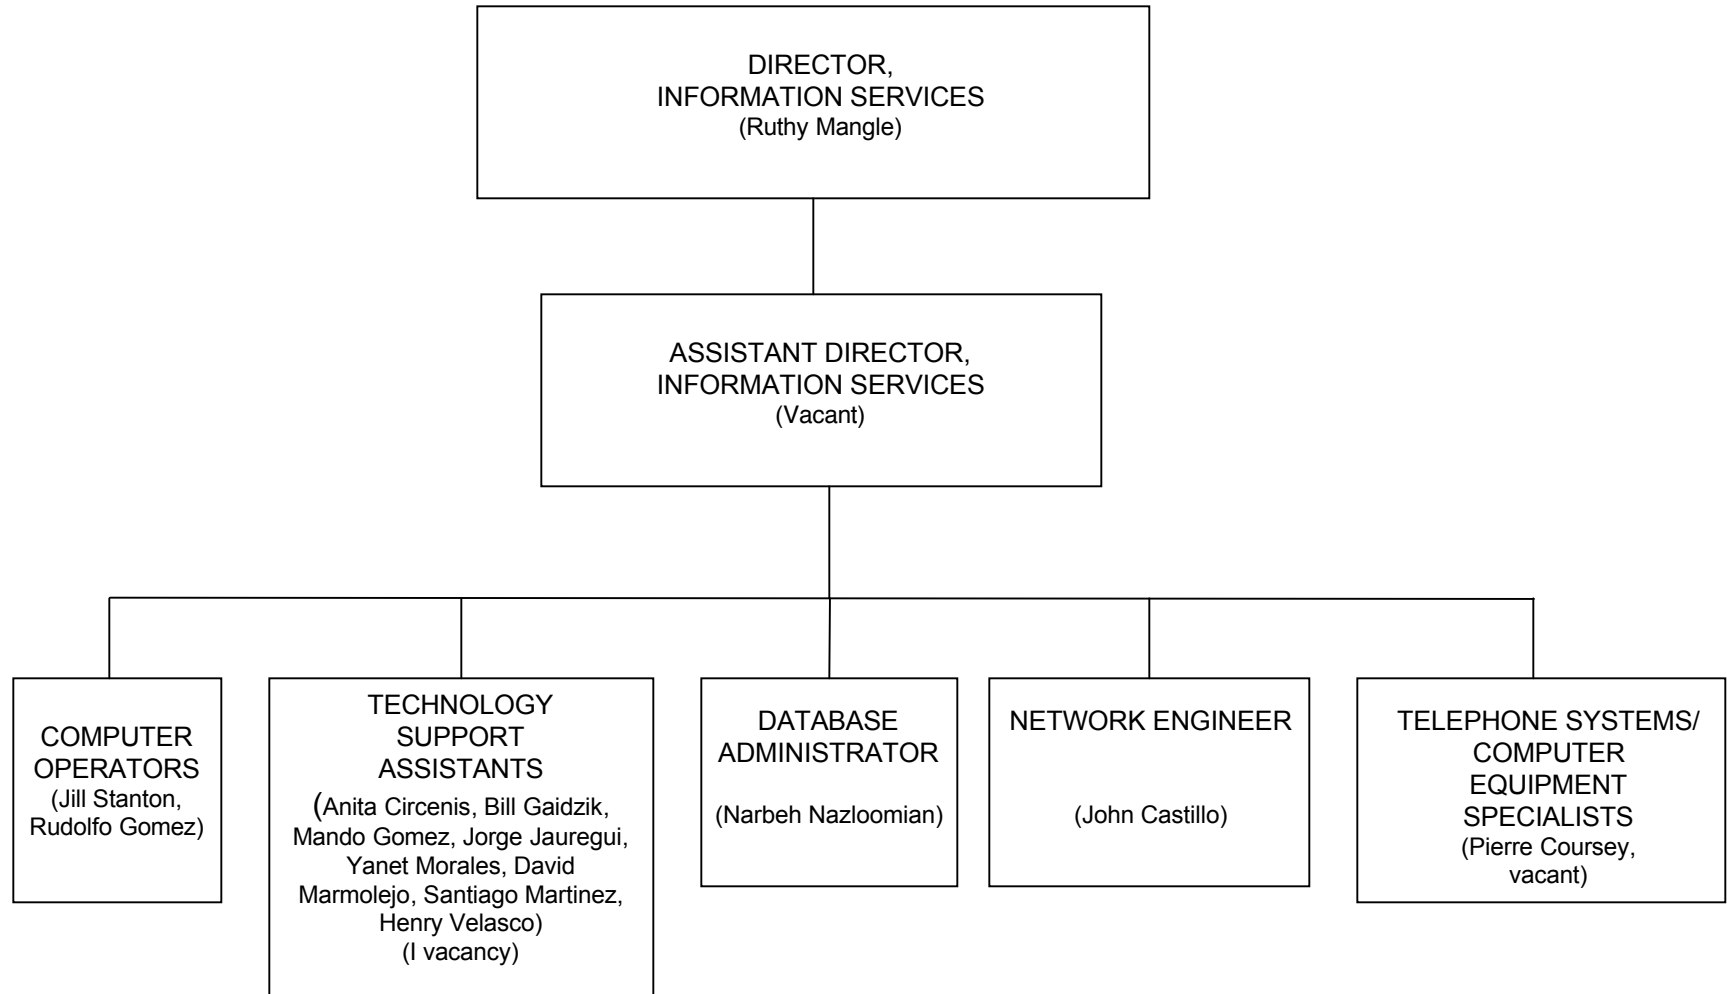 DIRECTOR,
INFORMATION SERVICES
(Ruthy Mangle)
ASSISTANT DIRECTOR,
INFORMATION SERVICES
(Vacant)
COMPUTER
OPERATORS
(Jill Stanton,
Rudolfo Gomez)
TECHNOLOGY
SUPPORT
ASSISTANTS
(Anita Circenis, Bill Gaidzik,
Mando Gomez, Jorge Jauregui,
Yanet Morales, David
Marmolejo, Santiago Martinez,
Henry Velasco)
(I vacancy)
DATABASE
ADMINISTRATOR
(Narbeh Nazloomian)
NETWORK ENGINEER
(John Castillo)
TELEPHONE SYSTEMS/
COMPUTER
EQUIPMENT
SPECIALISTS
(Pierre Coursey,
vacant)